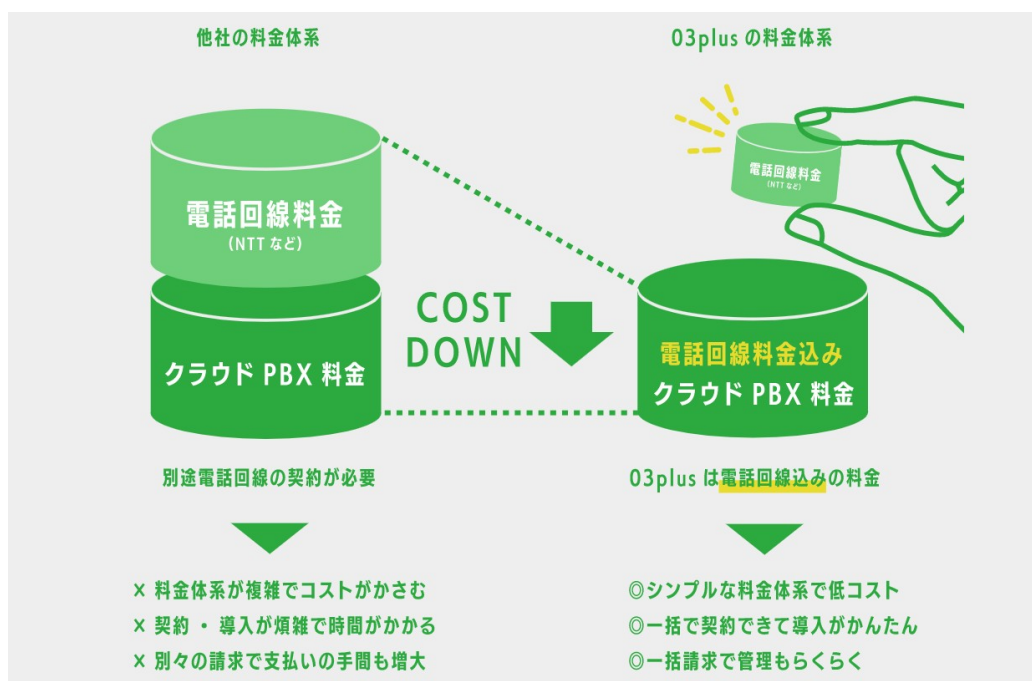 他社の料金体系
電話回線料金
（NTTなど）
クラウド PBX 料金
別途電話回線の契約が必要
× 料金体系が複雑でコストがかさむ
× 契約 ・ 導入が煩雑で時間がかかる
× 別々の請求で支払いの手間も増大
COST
DOWN
03plus の料金体系
電話回線料金
（NTTなど）
電話回線料金込み
クラウド PBX 料金
03plus は電話回線込みの料金
◎シンプルな料金体系で低コスト
◎一括で契約できて導入がかんたん
◎一括請求で管理もらくらく